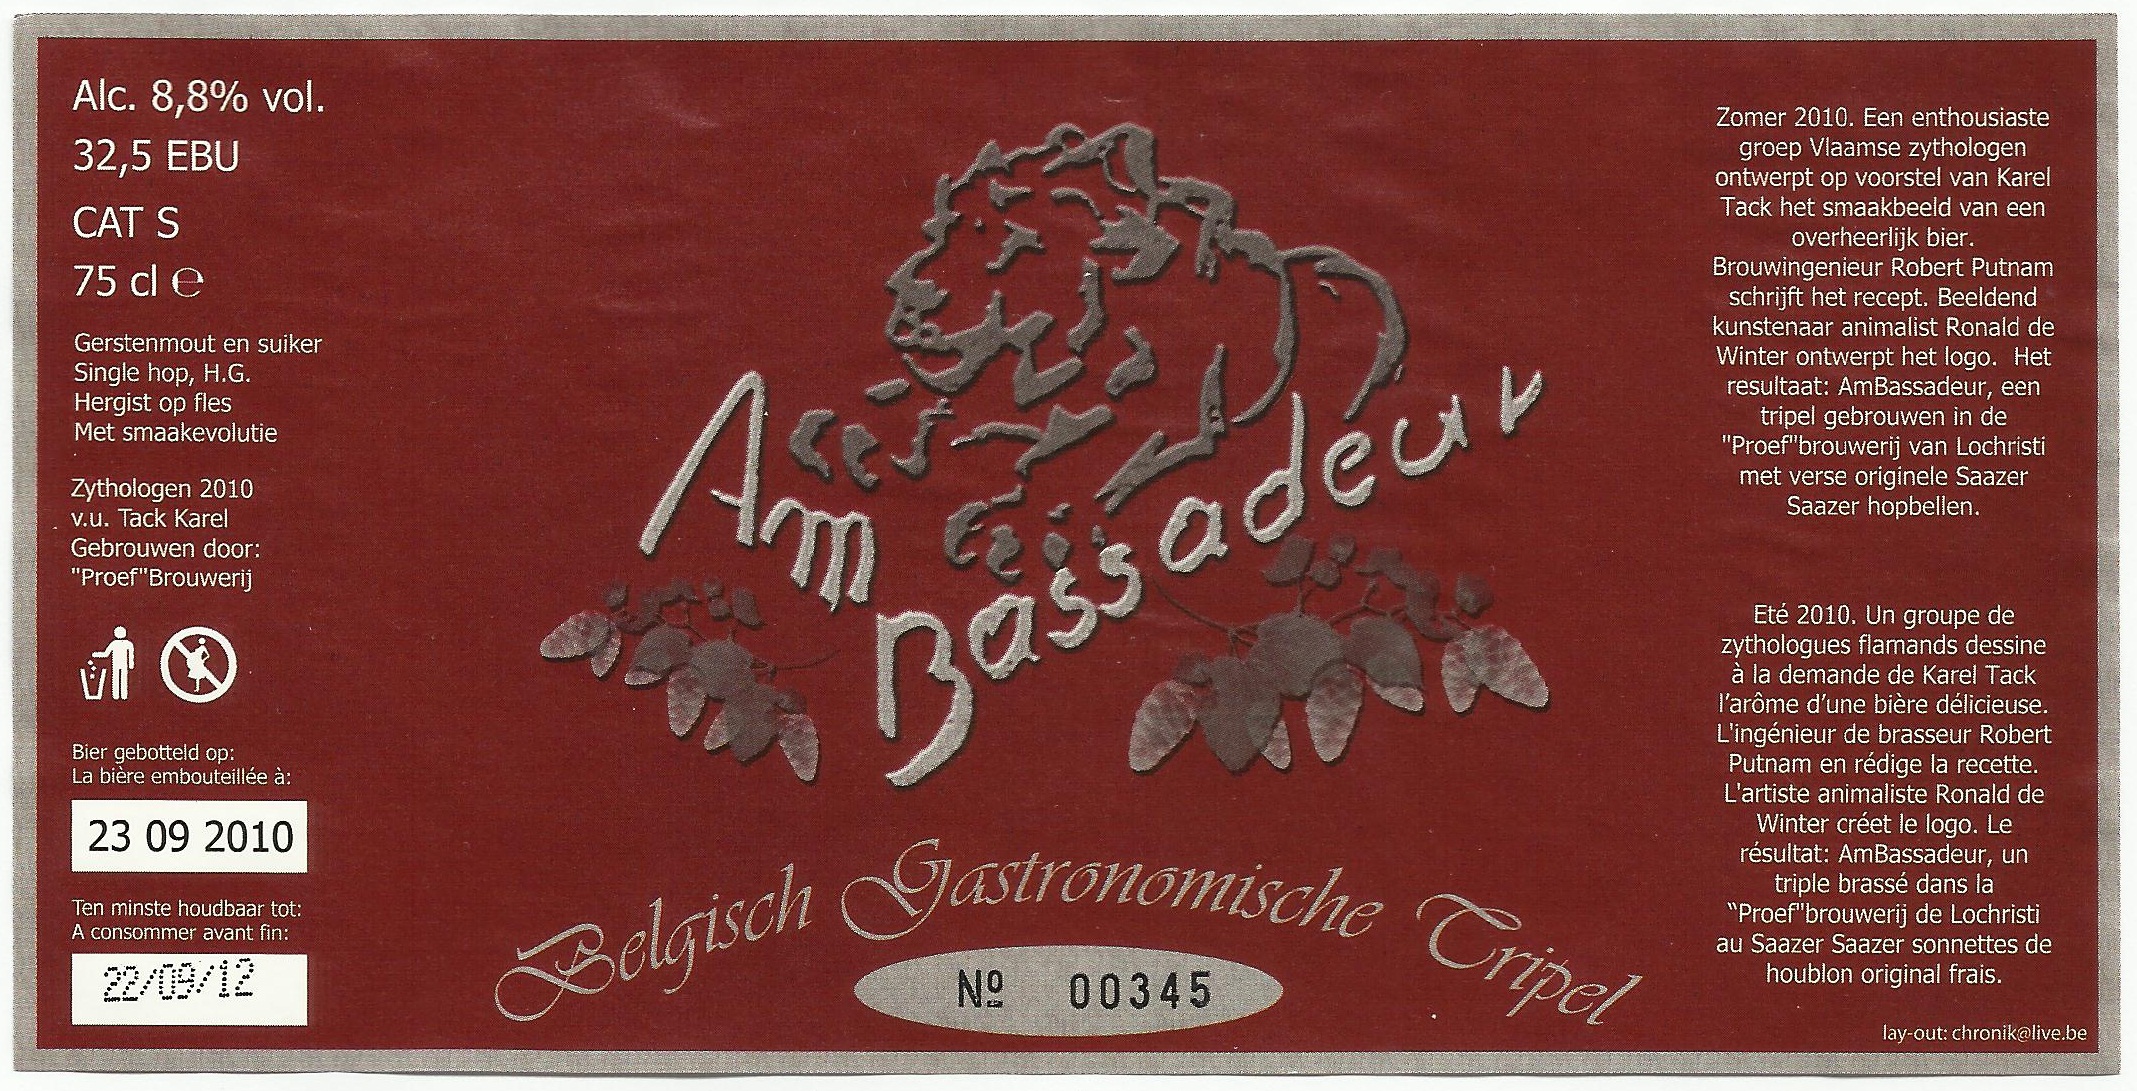 Alc. 8,8% vol.
32,5 EBU
CAT S
75 cl ℮
Gerstenmout en suiker
Single hop, H.G.
Hergist op fles
Met smaakevolutie
Zythologen 2010
v.u. Tack Karel
Gebrouwen door:
"Proef"Brouwerij
Bier gebotteld op:
La bière embouteillée à:
23 09 2010
Ten minste houdbaar tot:
A consommer avant fin:
22/09/12
Am
Bassadeur
Belgisch Gastronomische Tripel
Nº 00345
Zomer 2010. Een enthousiaste
groep Vlaamse zythologen
ontwerpt op voorstel van Karel
Tack het smaakbeeld van een
overheerlijk bier.
Brouwingenieur Robert Putnam
schrijft het recept. Beeldend
kunstenaar animalist Ronald de
Winter ontwerpt het logo. Het
resultaat: AmBassadeur, een
tripel gebrouwen in de
"Proef"brouwerij van Lochristi
met verse originele Saazer
Saazer hopbellen.
Eté 2010. Un groupe de
zythologues flamands dessine
à la demande de Karel Tack
l'arôme d'une bière délicieuse.
L'ingénieur de brasseur Robert
Putnam en rédige la recette.
L'artiste animaliste Ronald de
Winter créet le logo. Le
résultat: AmBassadeur, un
triple brassé dans la
"Proef"brouwerij de Lochristi
au Saazer Saazer sonnettes de
houblon original frais.
lay-out: chronik@live.be